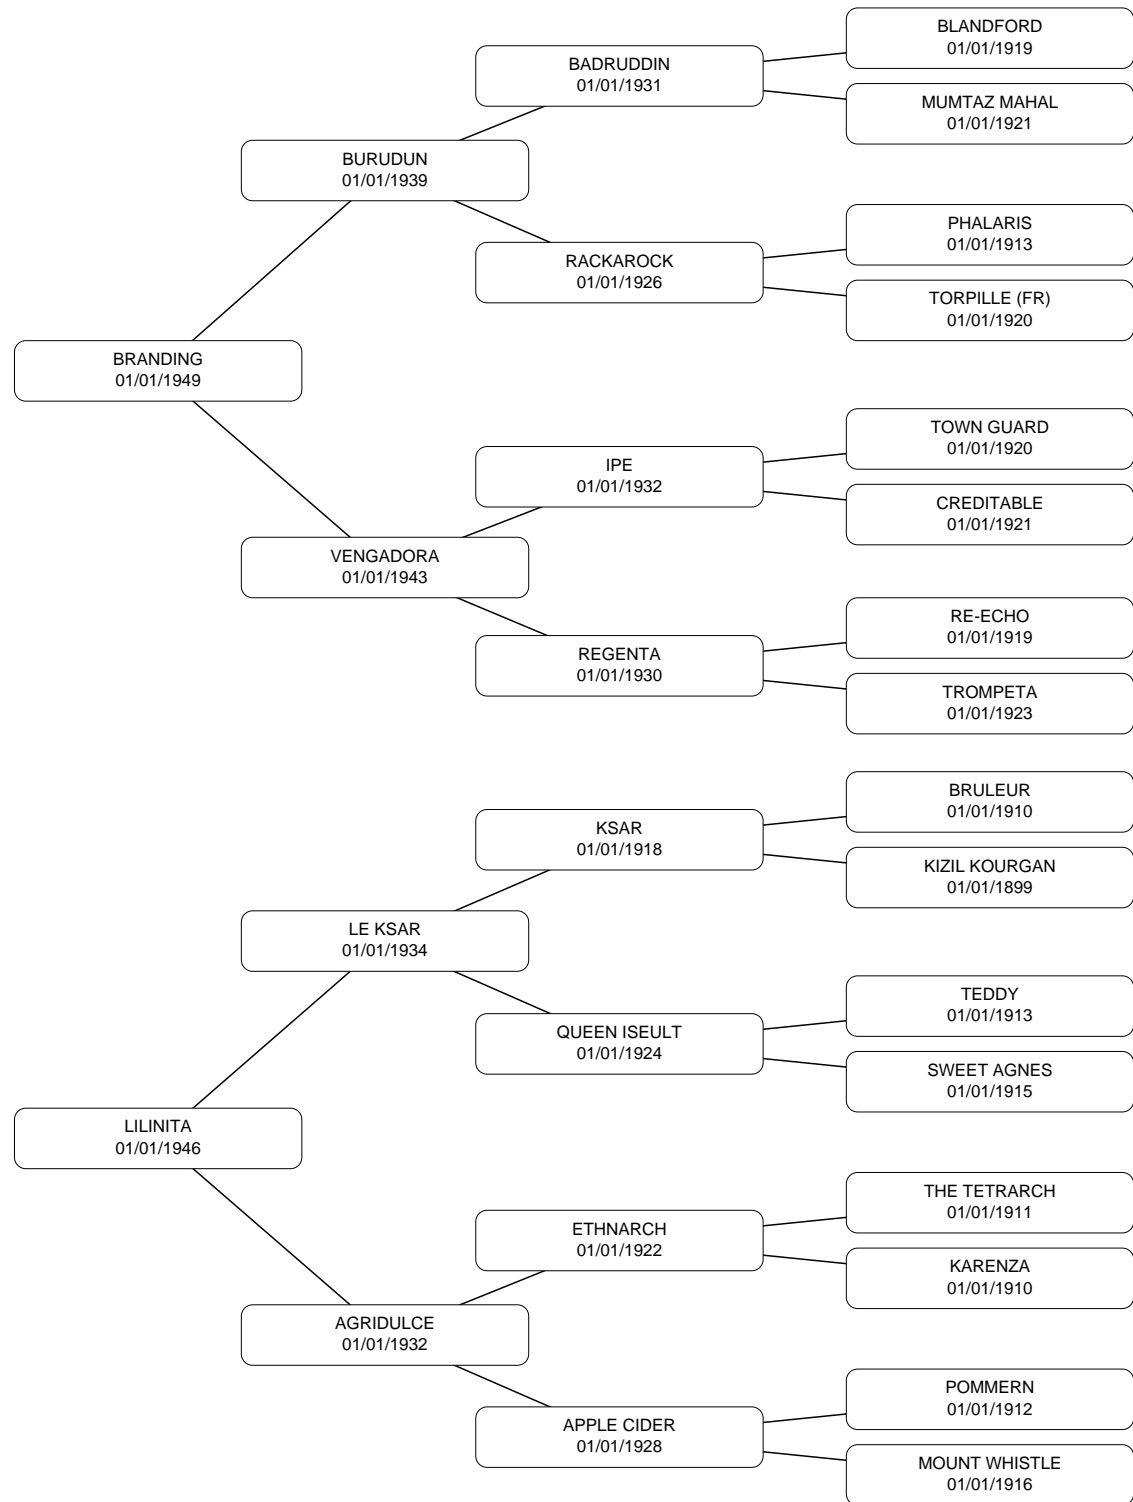 BLANDFORD
01/01/1919
BADRUDDIN
01/01/1931
MUMTAZ MAHAL
01/01/1921
BURUDUN
01/01/1939
PHALARIS
01/01/1913
RACKAROCK
01/01/1926
TORPILLE (FR)
01/01/1920
BRANDING
01/01/1949
TOWN GUARD
01/01/1920
IPE
01/01/1932
CREDITABLE
01/01/1921
VENGADORA
01/01/1943
RE-ECHO
01/01/1919
REGENTA
01/01/1930
TROMPETA
01/01/1923
BRULEUR
01/01/1910
KSAR
01/01/1918
KIZIL KOURGAN
01/01/1899
LE KSAR
01/01/1934
TEDDY
01/01/1913
QUEEN ISEULT
01/01/1924
SWEET AGNES
01/01/1915
LILINITA
01/01/1946
THE TETRARCH
01/01/1911
ETHNARCH
01/01/1922
KARENZA
01/01/1910
AGRIDULCE
01/01/1932
POMMERN
01/01/1912
APPLE CIDER
01/01/1928
MOUNT WHISTLE
01/01/1916